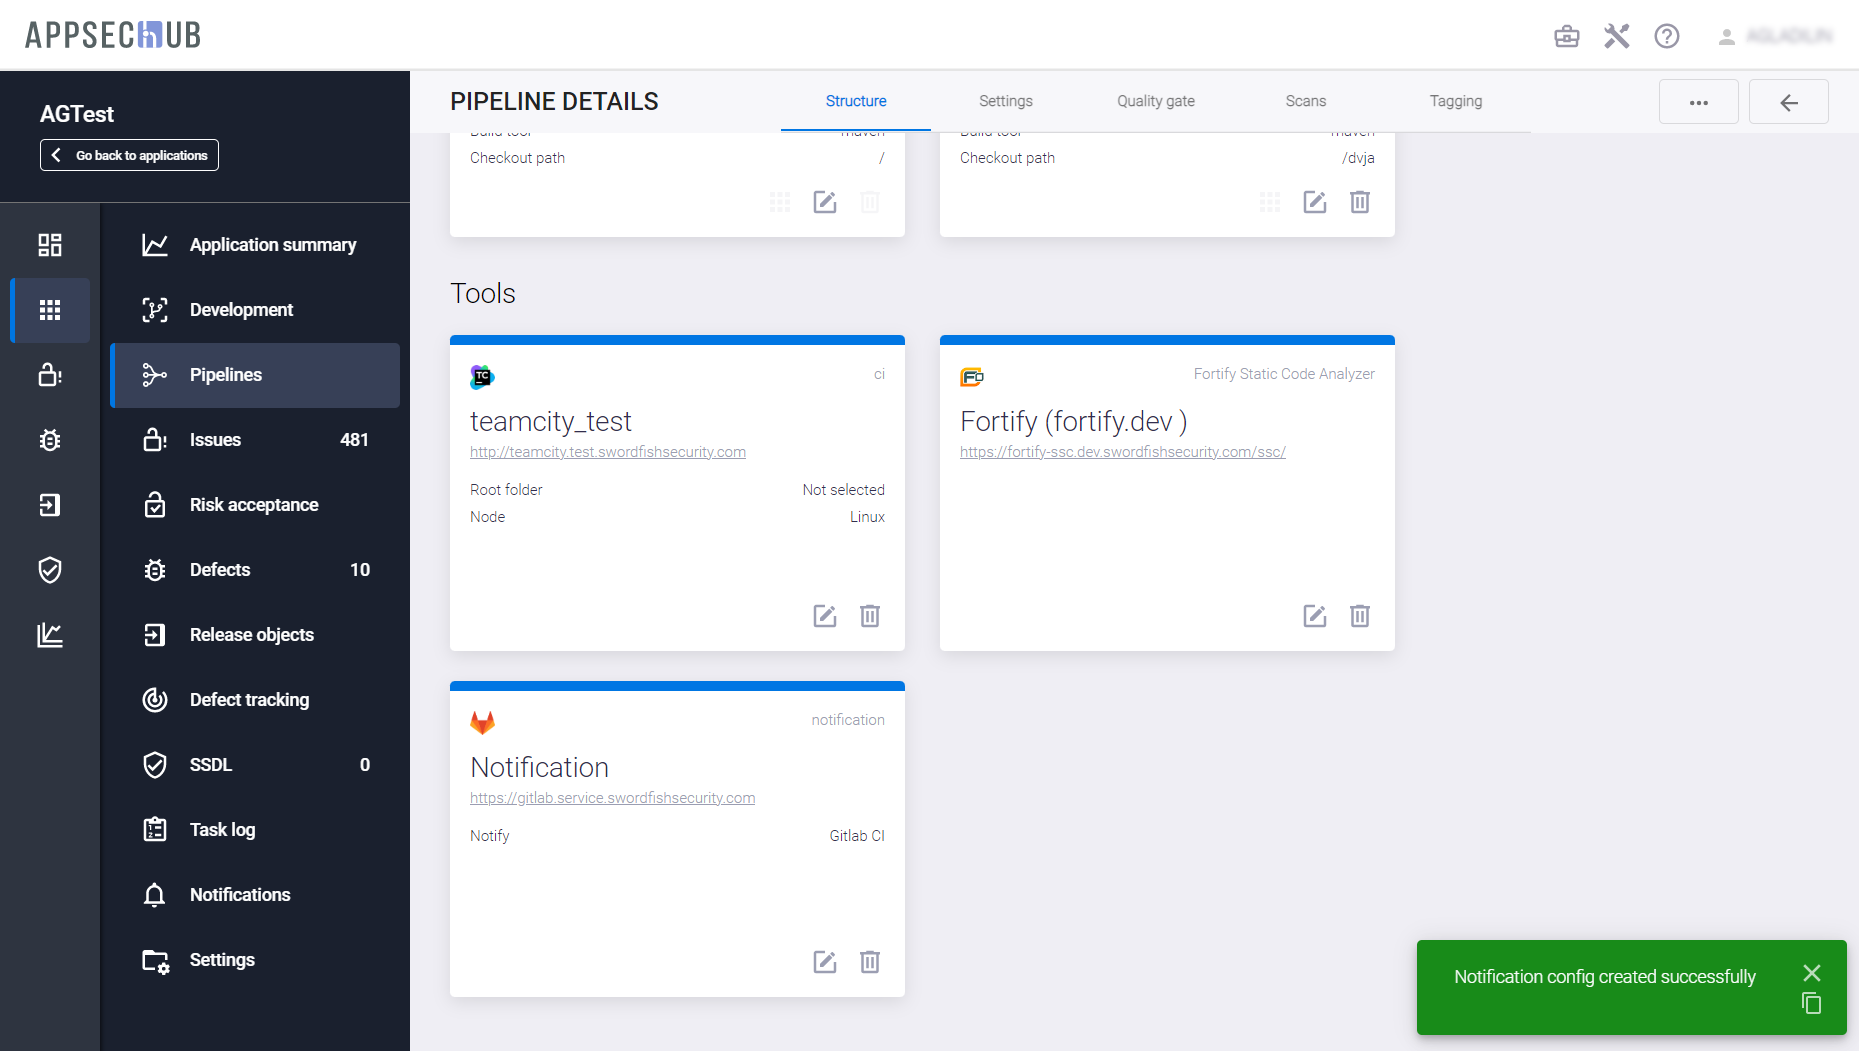 APPSECHUB
AGTest
Go back to applications
PIPELINE DETAILS
Structure
Settings
Quality gate
Scans
Tagging
Build tool
maven
Checkout path
/
Build tool
maven
Checkout path
/dvja
Application summary
Development
Pipelines
Issues 481
Risk acceptance
Defects 10
Release objects
Defect tracking
SSDL 0
Task log
Notifications
Settings
Tools
TC
ci
teamcity_test
http://teamcity.test.swordfishsecurity.com
Root folder
Not selected
Node
Linux
Fortify Static Code Analyzer
Fortify (fortify.dev )
https://fortify-ssc.dev.swordfishsecurity.com/ssc/
notification
Notification
https://gitlab.service.swordfishsecurity.com
Notify
Gitlab CI
Notification config created successfully